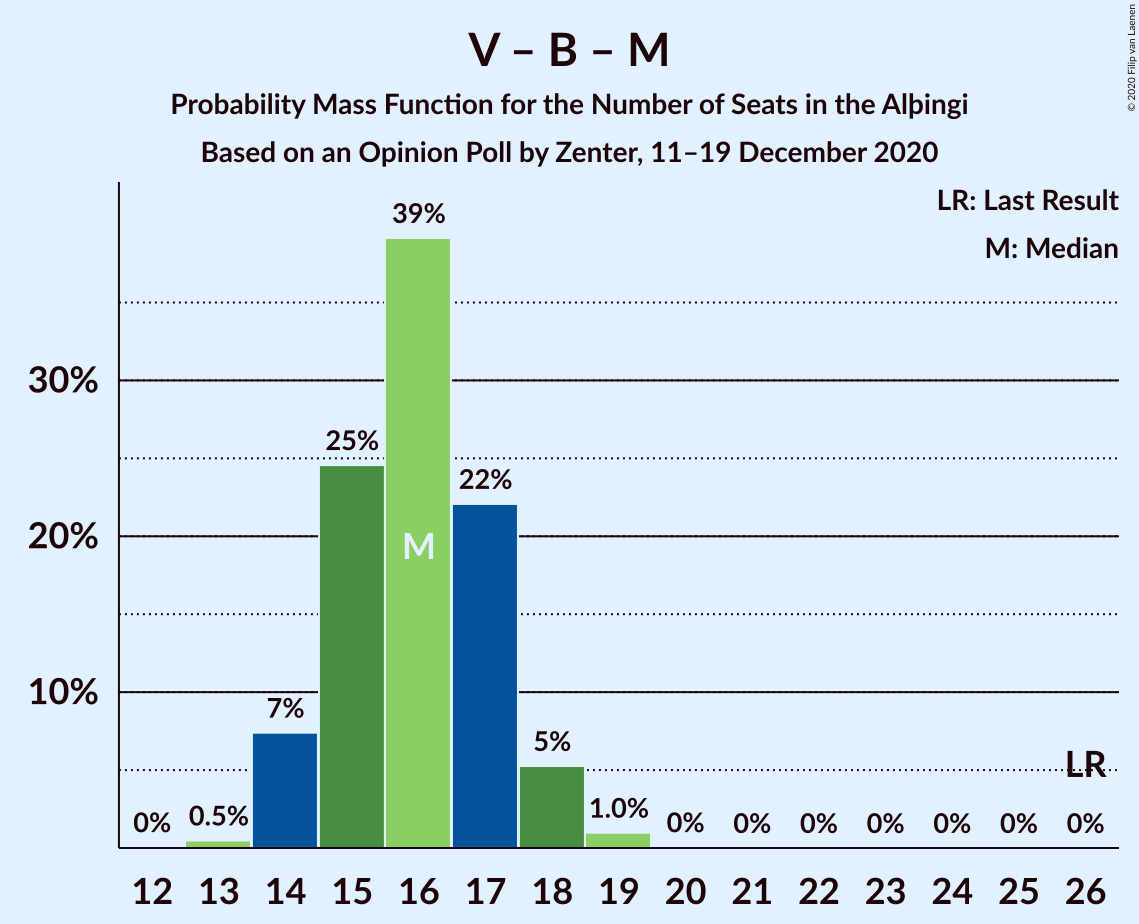 V – B – M
Probability Mass Function for the Number of Seats in the Alþingi
Based on an Opinion Poll by Zenter, 11–19 December 2020
© 2020 Filip van Laenen
LR: Last Result
M: Median
39%
30%
25%
22%
20%
M
10%
7%
5%
LR
0% 0.5% 1.0% 0% 0% 0% 0% 0% 0% 0%
12 13 14 15 16 17 18 19 20 21 22 23 24 25 26